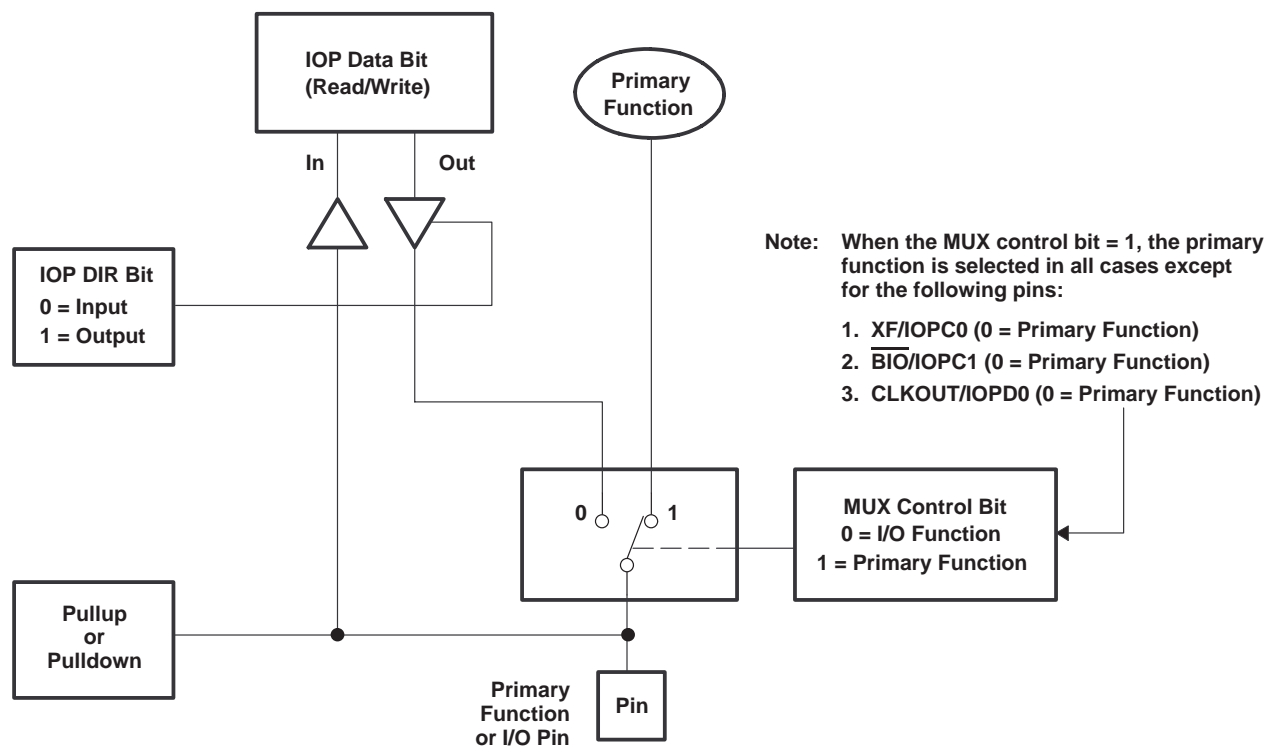 IOP Data Bit
(Read/Write)
Primary
Function
In
Out
IOP DIR Bit
0 = Input
1 = Output
Note: When the MUX control bit = 1, the primary
function is selected in all cases except
for the following pins:
1. XF/IOPC0 (0 = Primary Function)
2. B̅I̅O̅/IOPC1 (0 = Primary Function)
3. CLKOUT/IOPD0 (0 = Primary Function)
0
1
MUX Control Bit
0 = I/O Function
1 = Primary Function
Pullup
or
Pulldown
Primary
Function
or I/O Pin
Pin